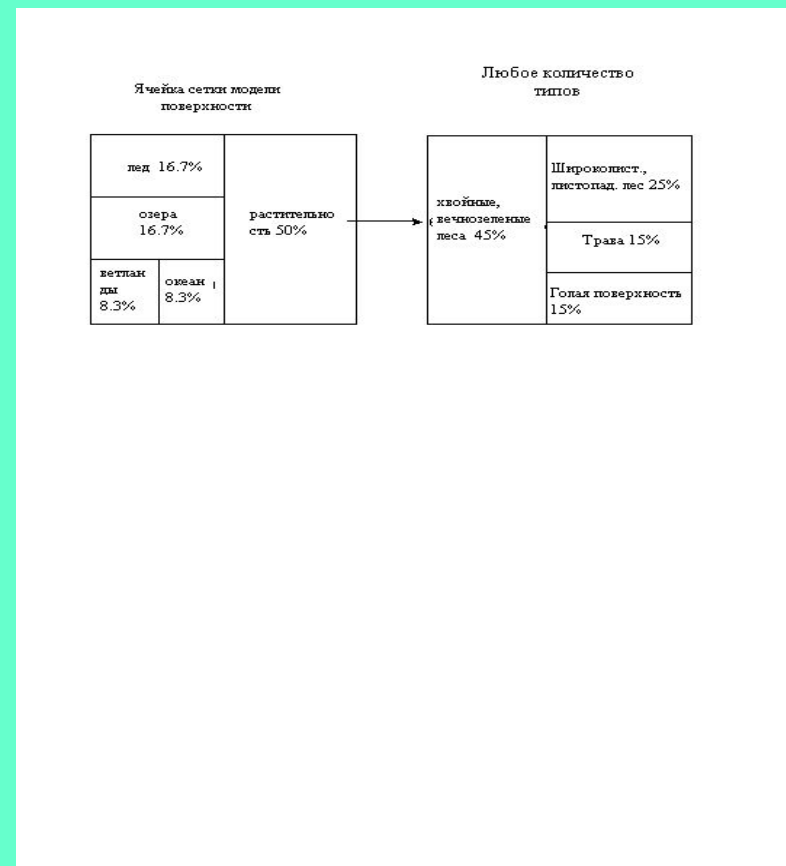 Ячейка сетки модели
поверхности
лед 16.7%
озера
16.7%
ветлан
ды
8.3%
океан
8.3%
растительно
сть 50%
Любое количество
типов
хвойные,
вечнозеленые
леса 45%
Широколист.,
листопад. лес 25%
Трава 15%
Голая поверхность
15%